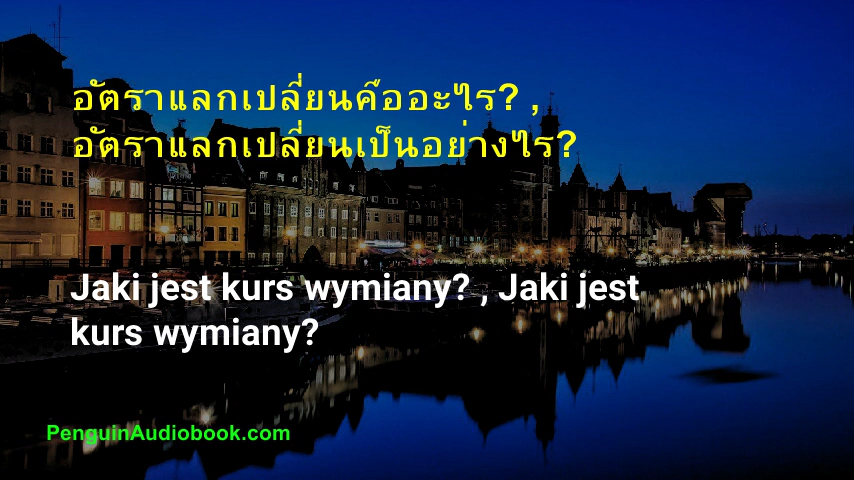 อัตราแลกเปลี่ยนคืออะไร? ,
อัตราแลกเปลี่ยนเป็นอย่างไร?
Jaki jest kurs wymiany? , Jaki jest
kurs wymiany?
PenguinAudiobook.com